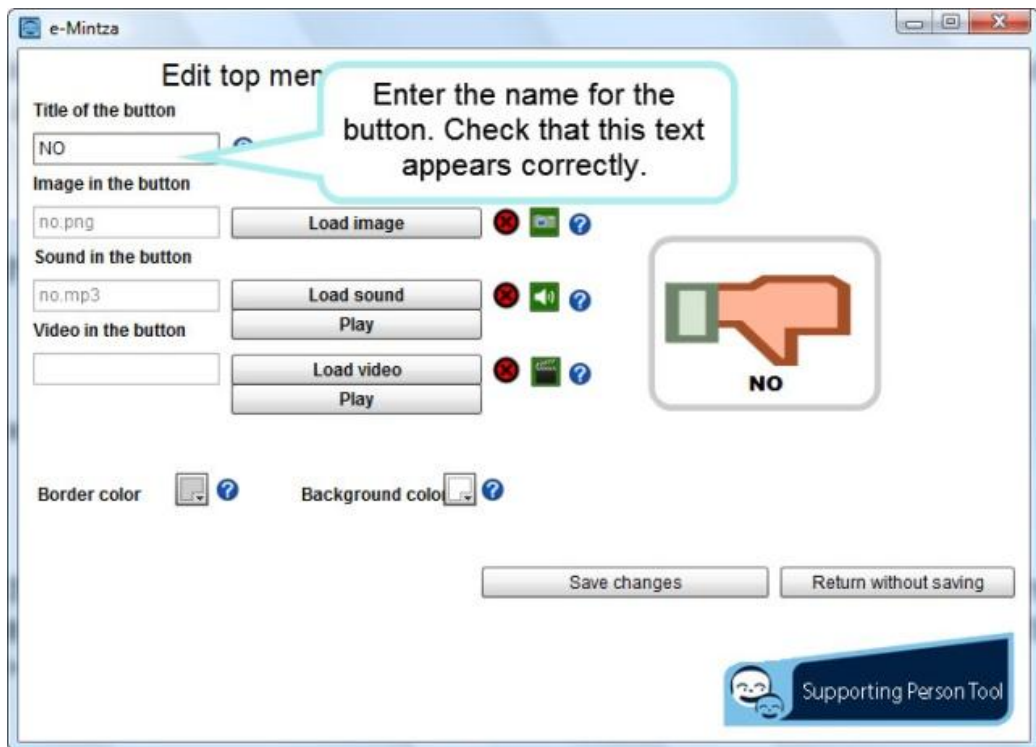 e-Mintza
Edit top men
Enter the name for the
button. Check that this text
appears correctly.
Title of the button
NO
Image in the button
no.png
Load image
Sound in the button
no.mp3
Load sound
Play
Video in the button
Load video
Play
NO
Border color
Background color
Save changes
Return without saving
Supporting Person Tool